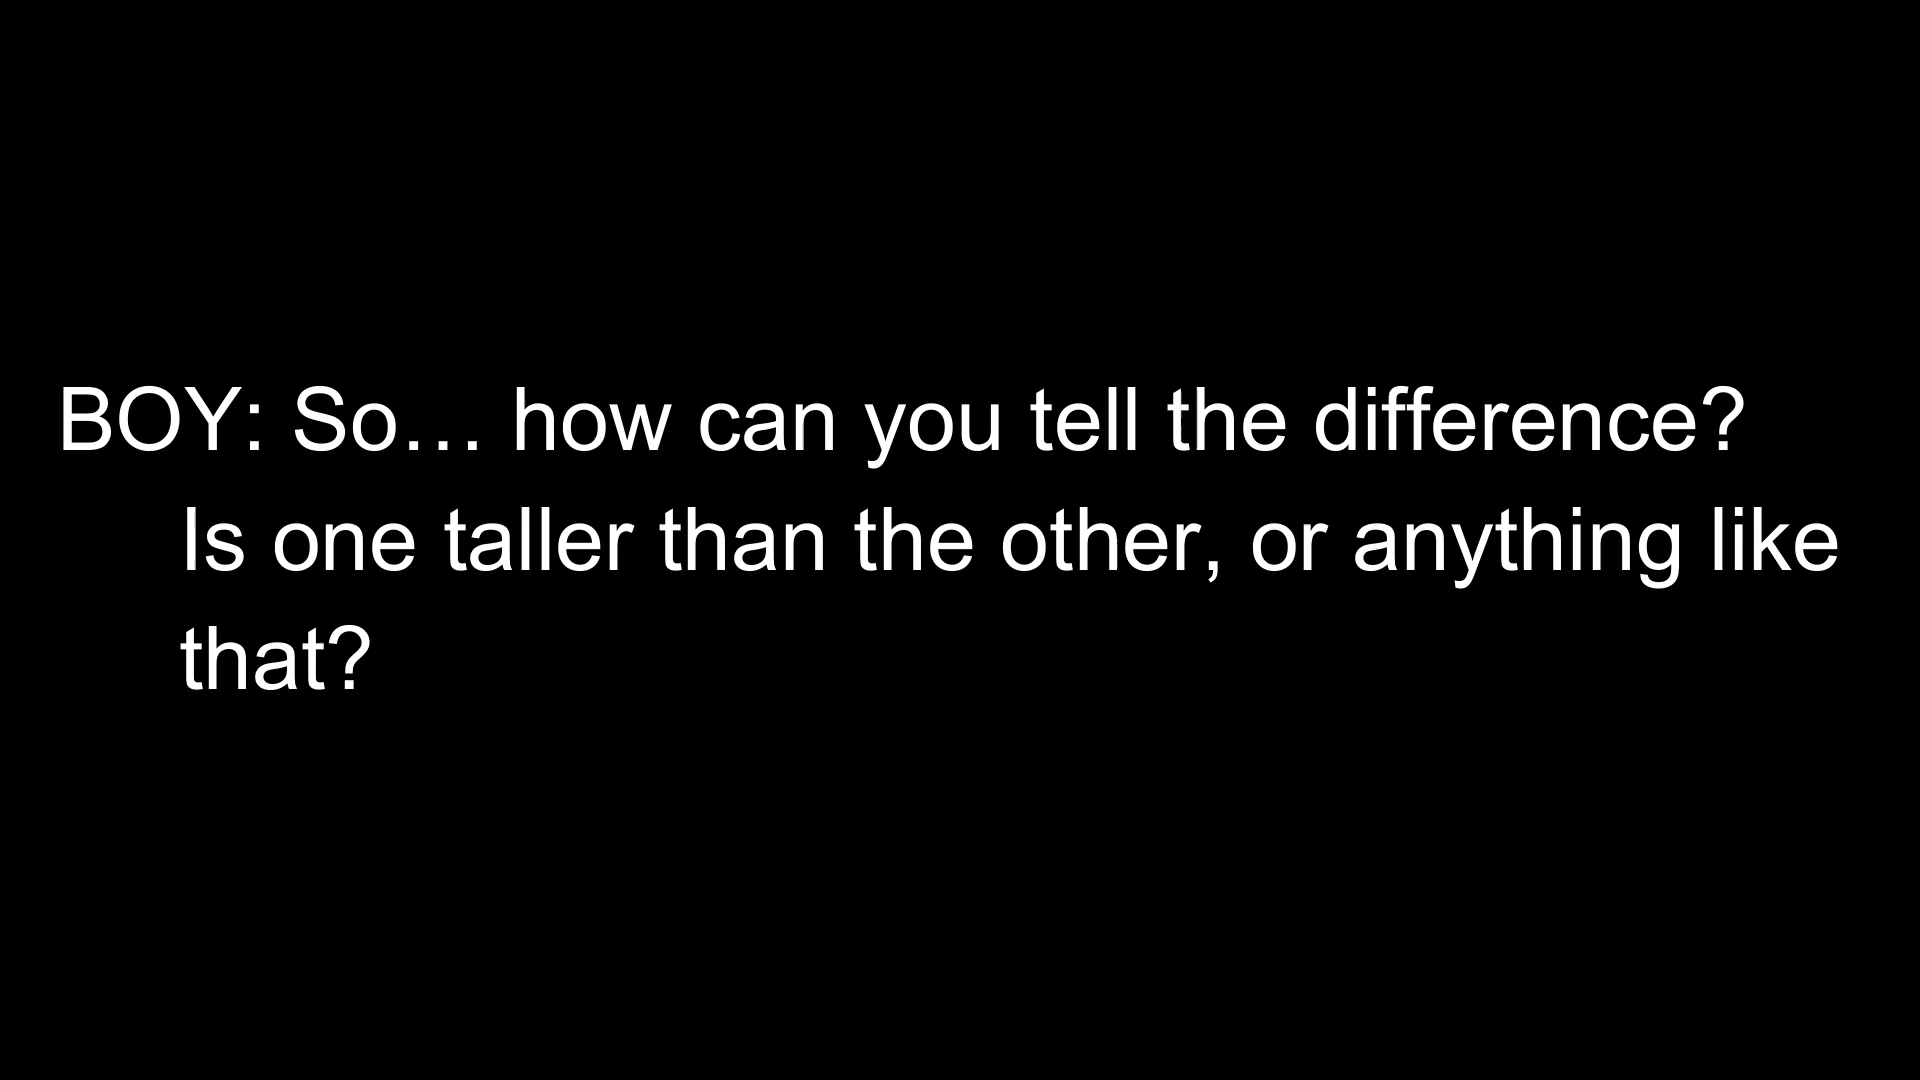 BOY: So… how can you tell the difference?
Is one taller than the other, or anything like
that?